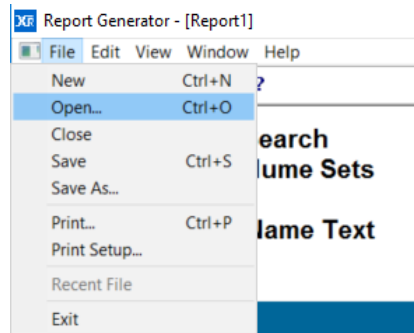 XR Report Generator - [Report1]
File Edit View Window Help
New Ctrl+N
?
Open... Ctrl+O
Close
earch
Save Ctrl+S
lume Sets
Save As...
Print... Ctrl+P
Name Text
Print Setup...
Recent File
Exit